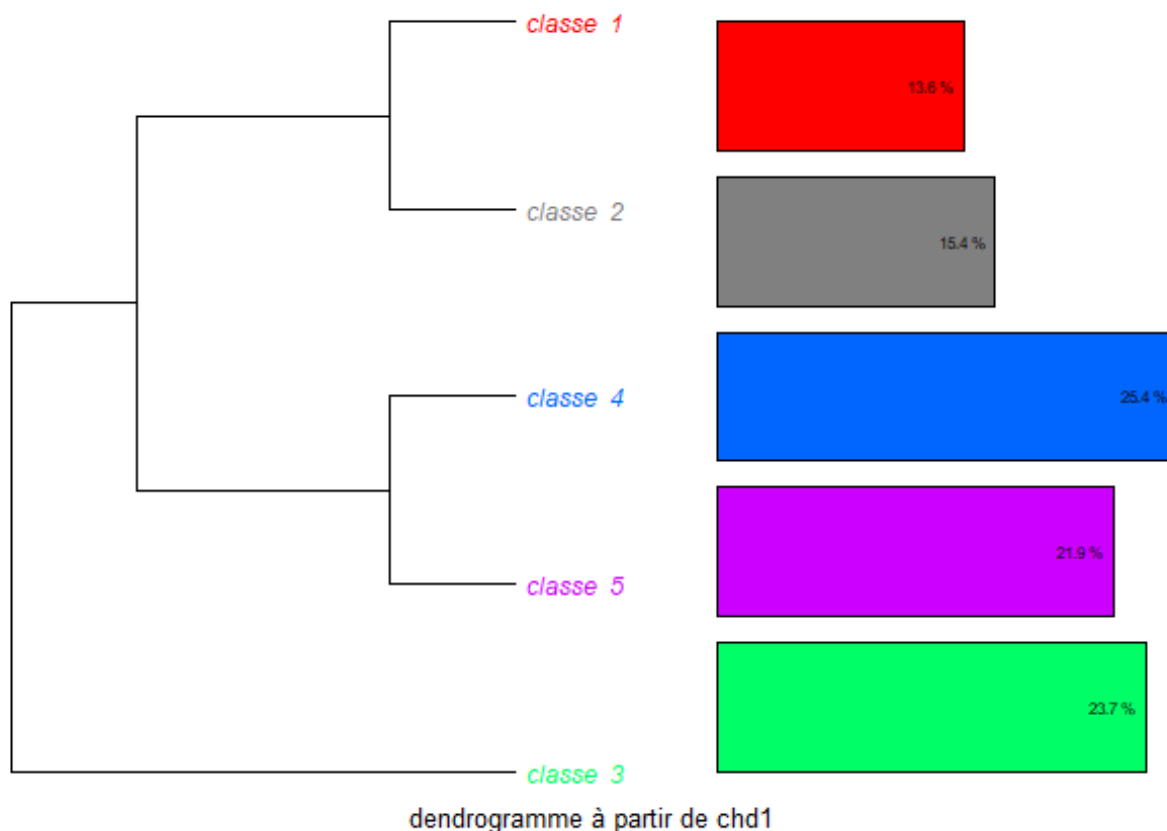 classe 1
13.6 %
classe 2
15.4 %
classe 4
25.4 %
classe 5
21.9 %
classe 3
23.7 %
dendrogramme à partir de chd1